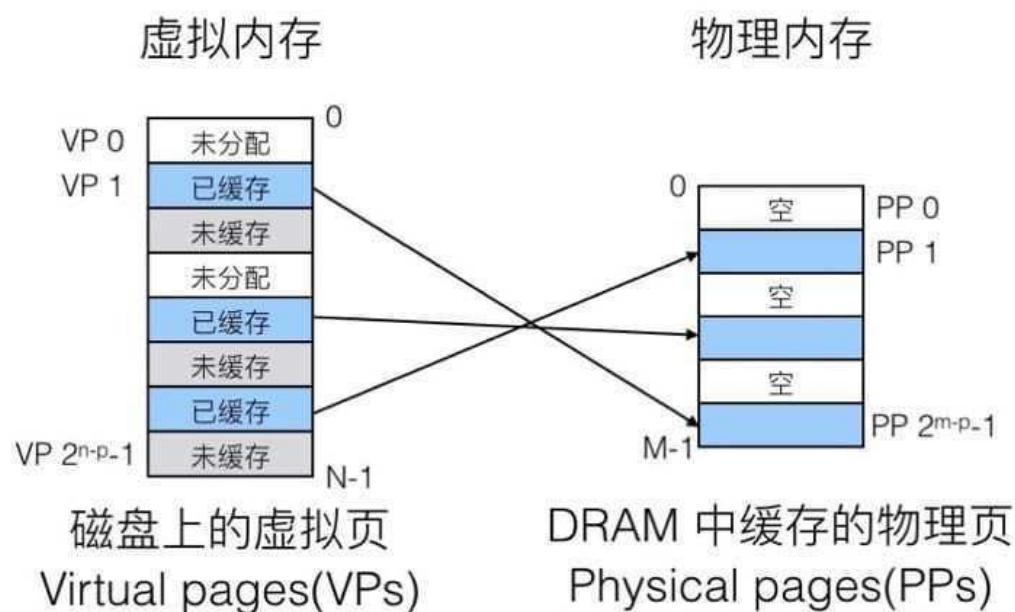 虚拟内存
物理内存
0
VP 0 未分配
VP 1 已缓存
未缓存
未分配
已缓存
未缓存
已缓存
VP 2ⁿ⁻ᵖ-1 未缓存
N-1
0
空 PP 0
PP 1
空
空
PP 2ᵐ⁻ᵖ-1
M-1
磁盘上的虚拟页
Virtual pages(VPs)
DRAM 中缓存的物理页
Physical pages(PPs)